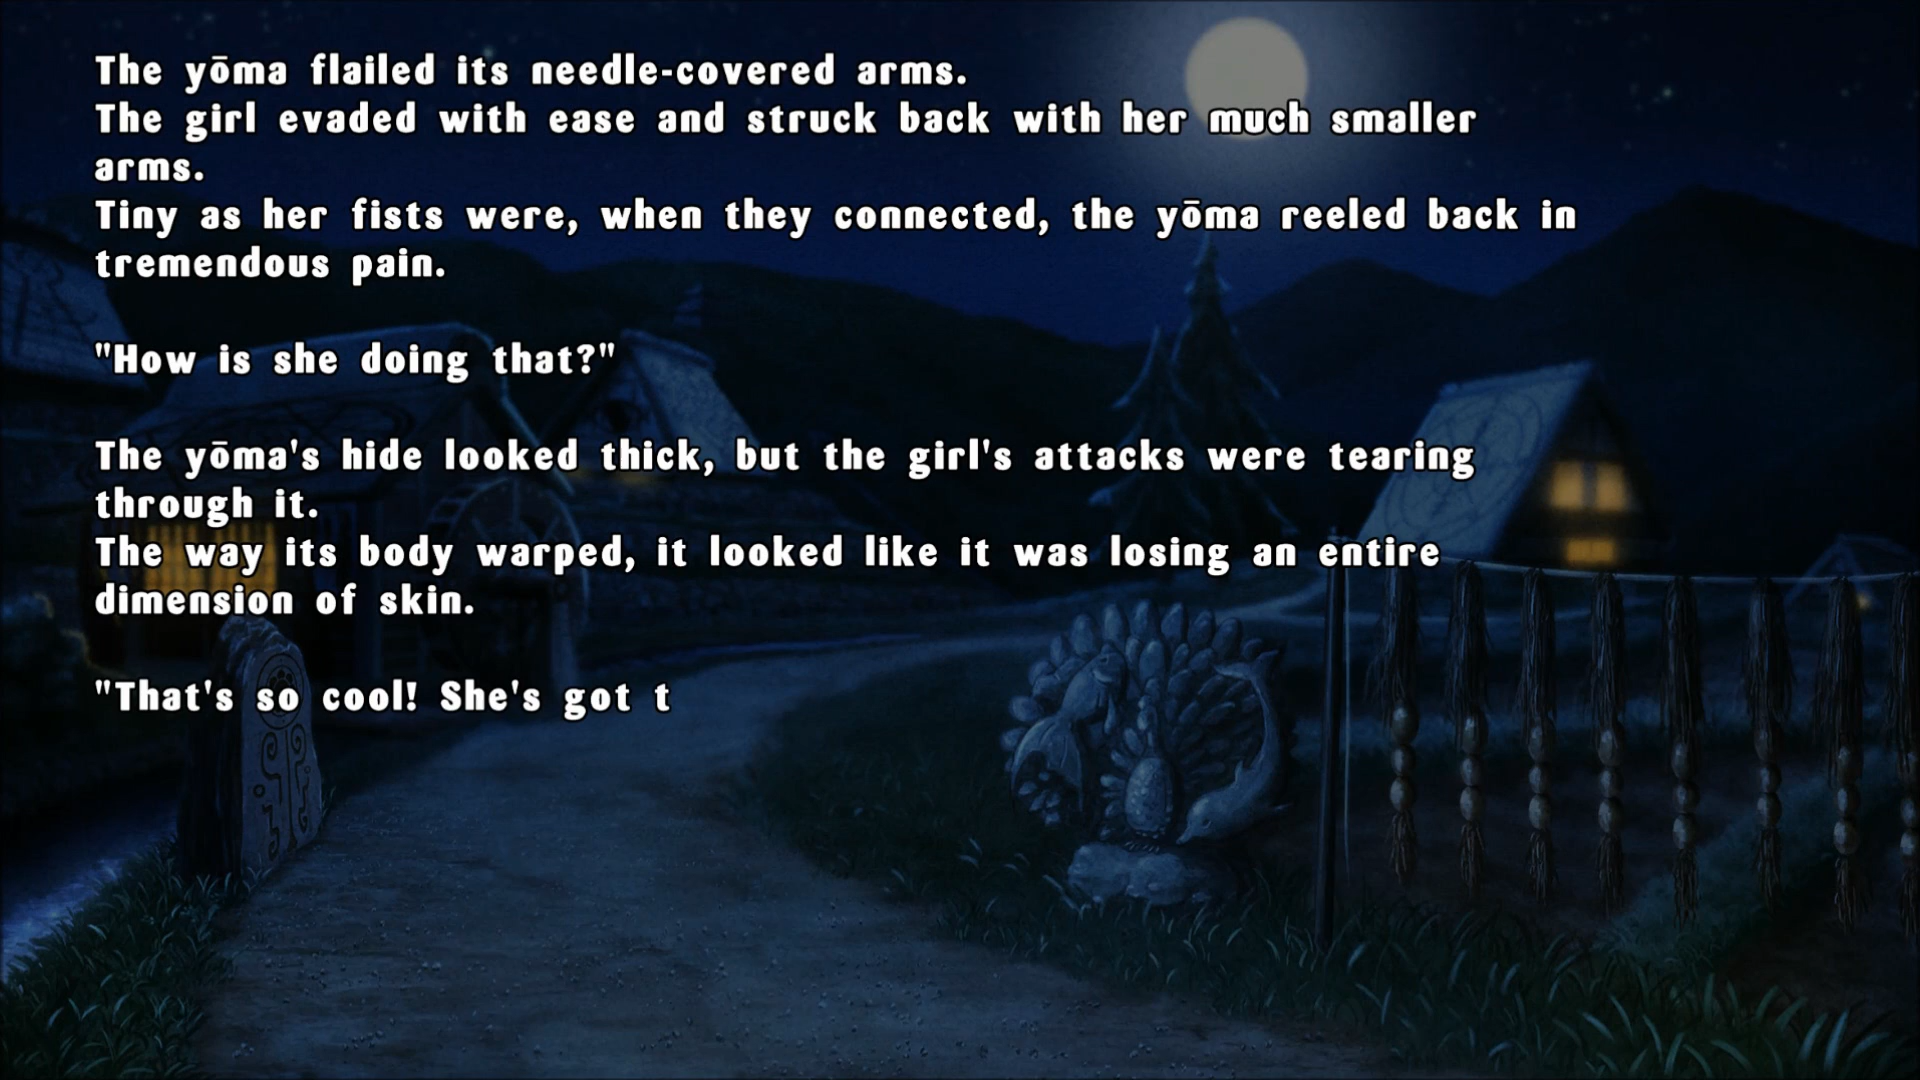 The yōma flailed its needle-covered arms.
The girl evaded with ease and struck back with her much smaller
arms.
Tiny as her fists were, when they connected, the yōma reeled back in
tremendous pain.
"How is she doing that?"
The yōma's hide looked thick, but the girl's attacks were tearing
through it.
The way its body warped, it looked like it was losing an entire
dimension of skin.
"That's so cool! She's got t